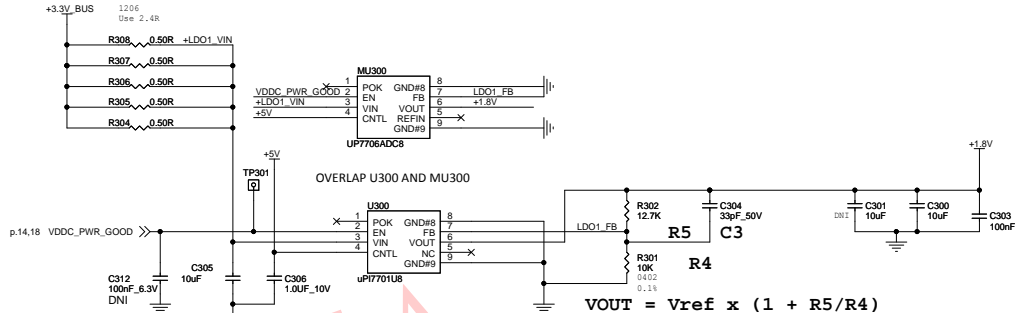 +3.3V_BUS
1206
Use 2.4R
R308 0.50R +LDO1_VIN
R307 0.50R
R306 0.50R
R305 0.50R
R304 0.50R
MU300
VDDC_PWR_GOOD
+LDO1_VIN
+5V
1 POK GND#8 8
2 EN FB 7 LDO1_FB
3 VIN VOUT 6 +1.8V
4 CNTL REFIN 5
GND#9 9
UP7706ADC8
OVERLAP U300 AND MU300
+5V
TP301
+1.8V
U300
1 POK GND#8 8
2 EN FB 7
3 VIN VOUT 6
4 CNTL NC 5
GND#9 9
uPI7701U8
p.14,18 VDDC_PWR_GOOD
LDO1_FB
R302
12.7K
R5
C304
33pF_50V
C3
R301
10K
0402
0.1%
R4
DNI
C301
10uF
C300
10uF
C303
100nF
C312
100nF_6.3V
DNI
C305
10uF
C306
1.0UF_10V
VOUT = Vref x (1 + R5/R4)